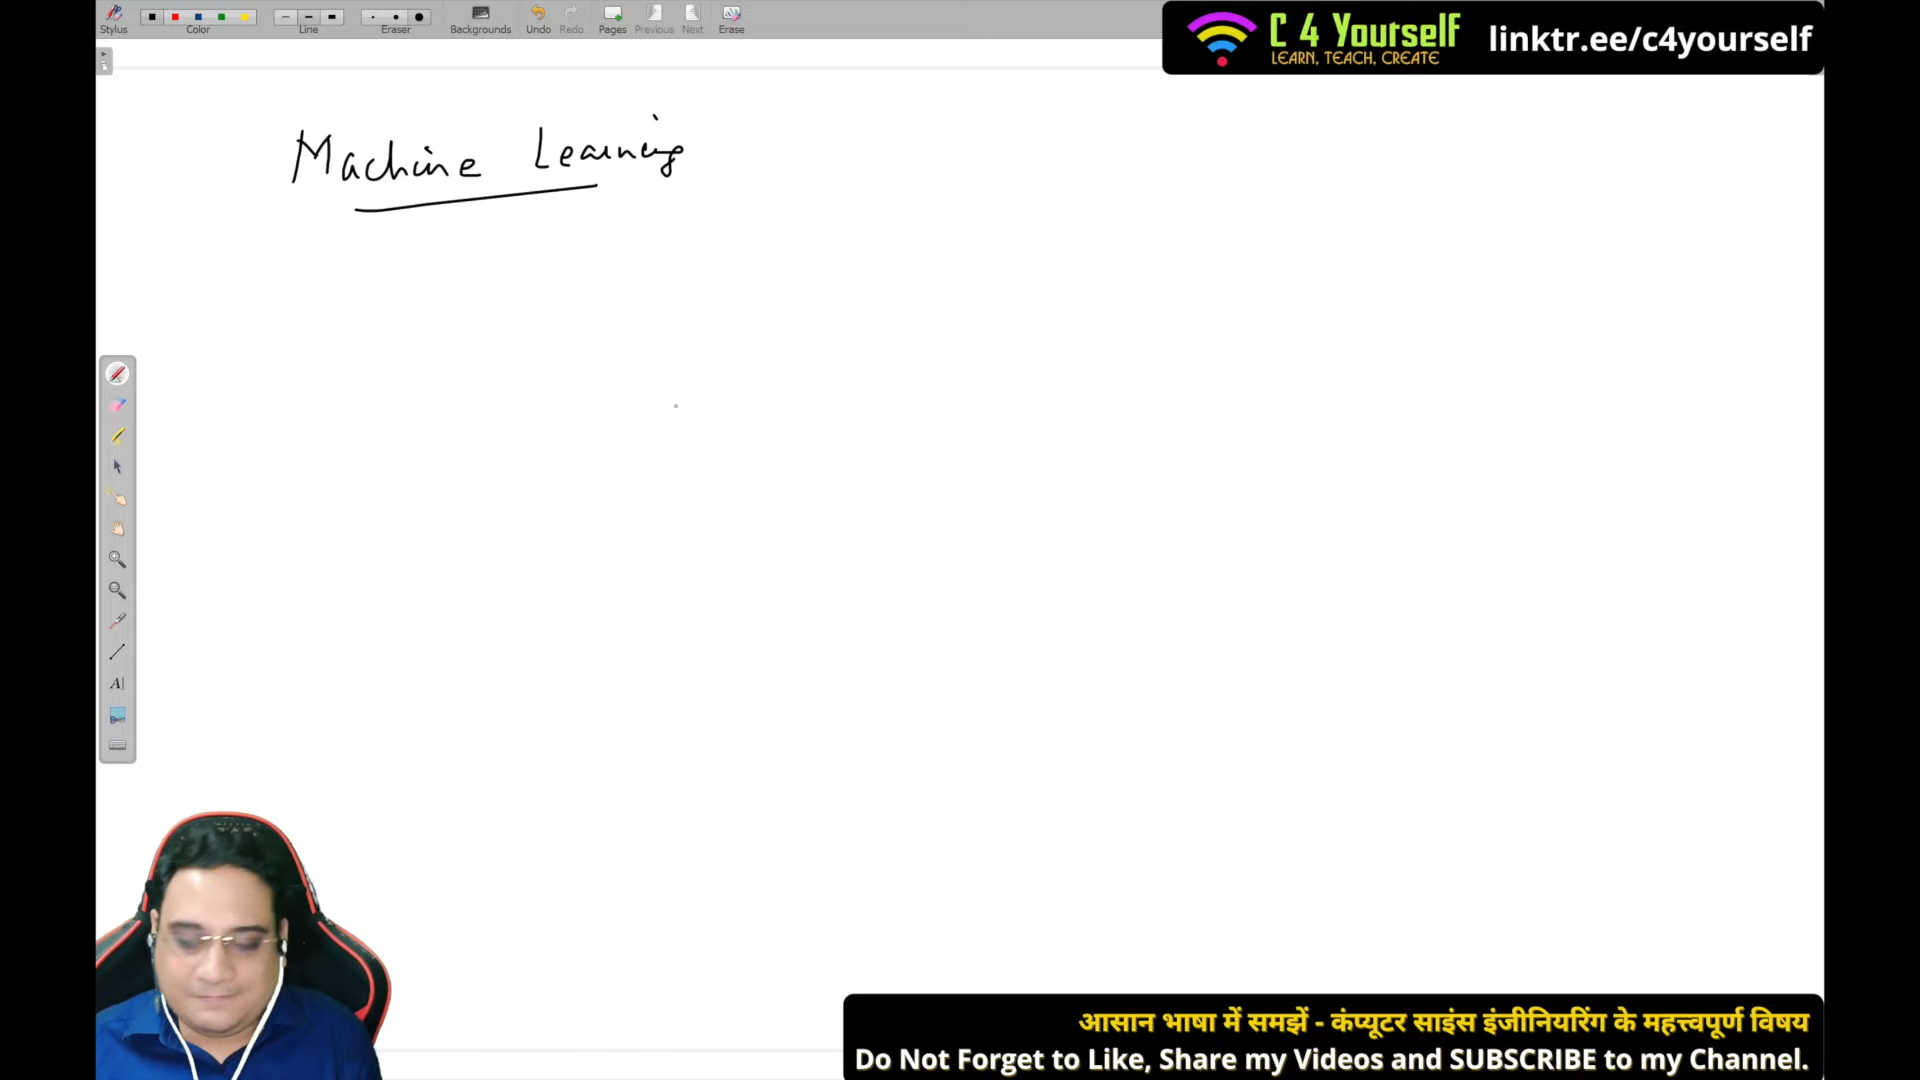 Stylus Color Line Eraser Backgrounds Undo Redo Pages Previous Next Erase
C 4 Yourself
LEARN, TEACH, CREATE
linktr.ee/c4yourself
Machine Learning
A
आसान भाषा में समझें - कंप्यूटर साइंस इंजीनियरिंग के महत्त्वपूर्ण विषय
Do Not Forget to Like, Share my Videos and SUBSCRIBE to my Channel.